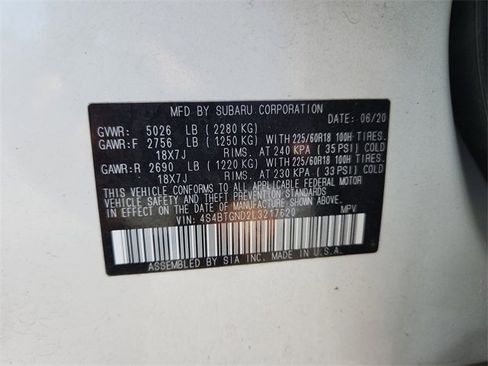 MFD BY SUBARU CORPORATION
DATE: 06/20
GVWR: 5026 LB (2280 KG)
GAWR:F 2756 LB (1250 KG) WITH 225/60R18 100H TIRES.
18X7J RIMS. AT 240 KPA (35 PSI) COLD
GAWR:R 2690 LB (1220 KG) WITH 225/60R18 100H TIRES.
18X7J RIMS. AT 230 KPA (33 PSI) COLD
THIS VEHICLE CONFORMS TO ALL APPLICABLE FEDERAL MOTOR
VEHICLE SAFETY AND BUMPER STANDARDS IN EFFECT ON THE DATE OF
MANUFACTURE SHOWN ABOVE.
VIN: 4S4BTGND2L3217620 MPV
ASSEMBLED BY SIA INC. IN U.S.A.